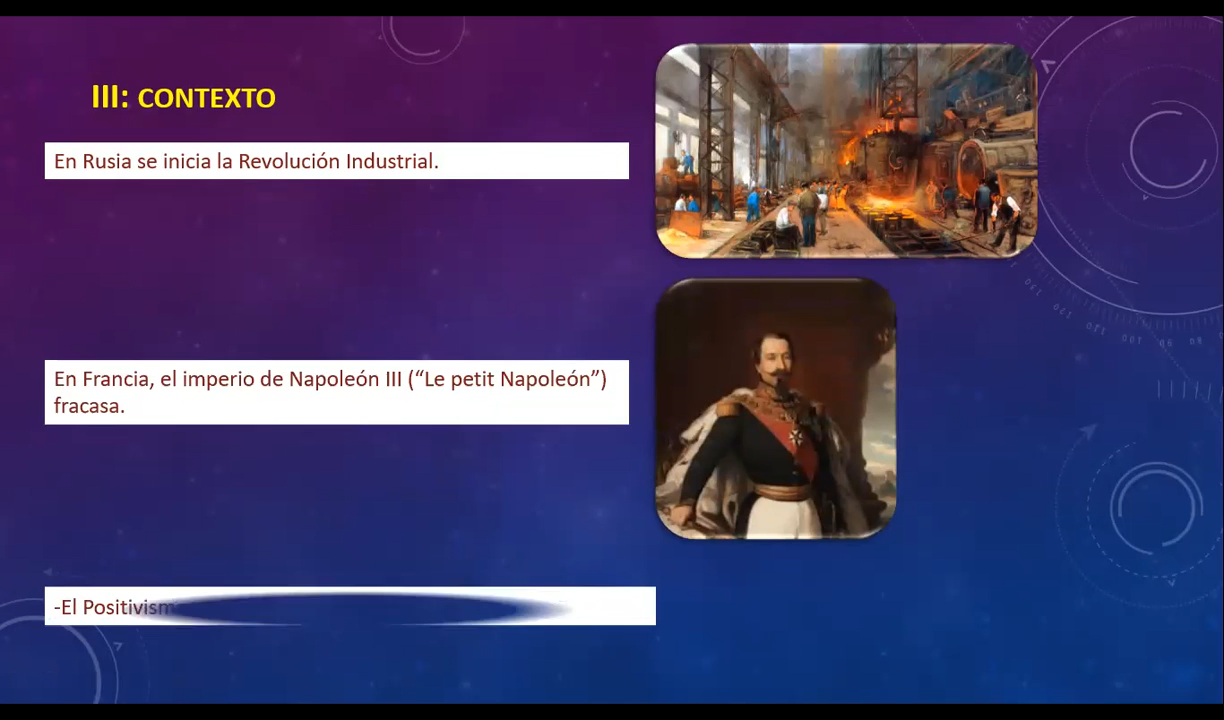 III: CONTEXTO
En Rusia se inicia la Revolución Industrial.
En Francia, el imperio de Napoleón III (“Le petit Napoleón”)
fracasa.
-El